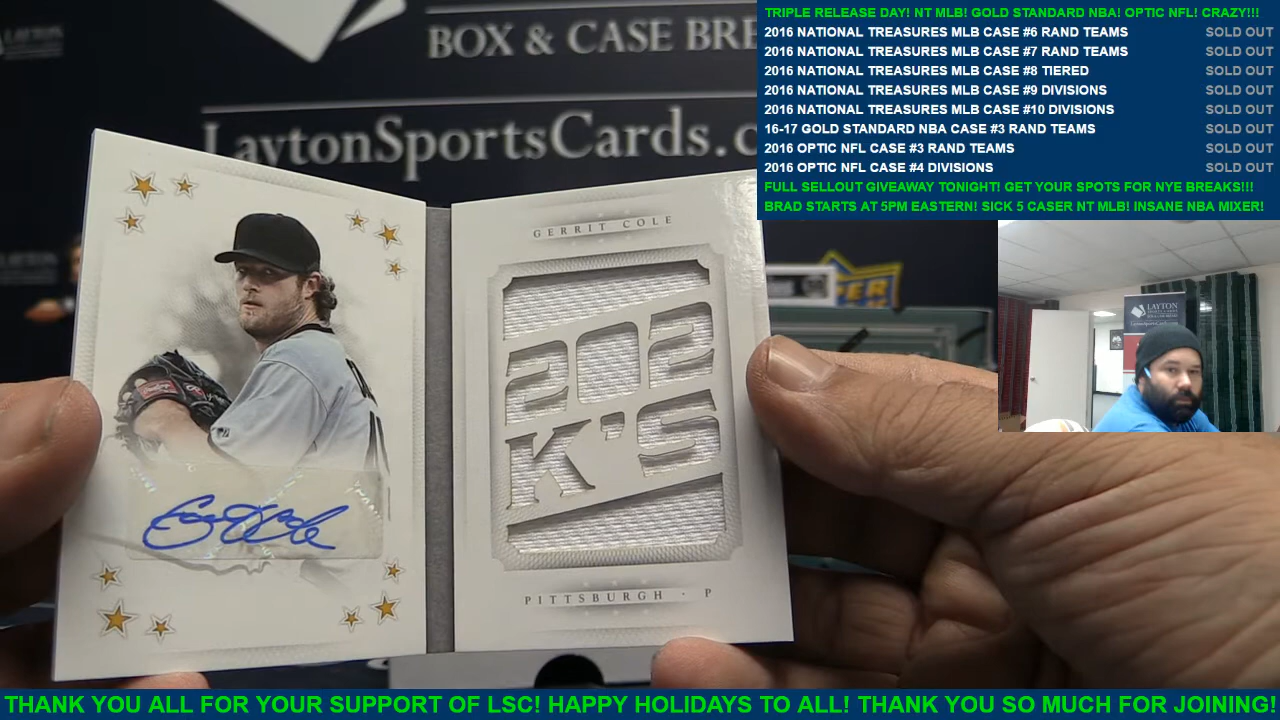 TRIPLE RELEASE DAY! NT MLB! GOLD STANDARD NBA! OPTIC NFL! CRAZY!!!
2016 NATIONAL TREASURES MLB CASE #6 RAND TEAMS SOLD OUT
2016 NATIONAL TREASURES MLB CASE #7 RAND TEAMS SOLD OUT
2016 NATIONAL TREASURES MLB CASE #8 TIERED SOLD OUT
2016 NATIONAL TREASURES MLB CASE #9 DIVISIONS SOLD OUT
2016 NATIONAL TREASURES MLB CASE #10 DIVISIONS SOLD OUT
16-17 GOLD STANDARD NBA CASE #3 RAND TEAMS SOLD OUT
2016 OPTIC NFL CASE #3 RAND TEAMS SOLD OUT
2016 OPTIC NFL CASE #4 DIVISIONS SOLD OUT
FULL SELLOUT GIVEAWAY TONIGHT! GET YOUR SPOTS FOR NYE BREAKS!!!
BRAD STARTS AT 5PM EASTERN! SICK 5 CASER NT MLB! INSANE NBA MIXER!
LAYTON
BOX & CASE BRE
LaytonSportsCards.c
GERRIT COLE
202
K'S
PITTSBURGH · P
Rawlings
LAYTON
THANK YOU ALL FOR YOUR SUPPORT OF LSC! HAPPY HOLIDAYS TO ALL! THANK YOU SO MUCH FOR JOINING!